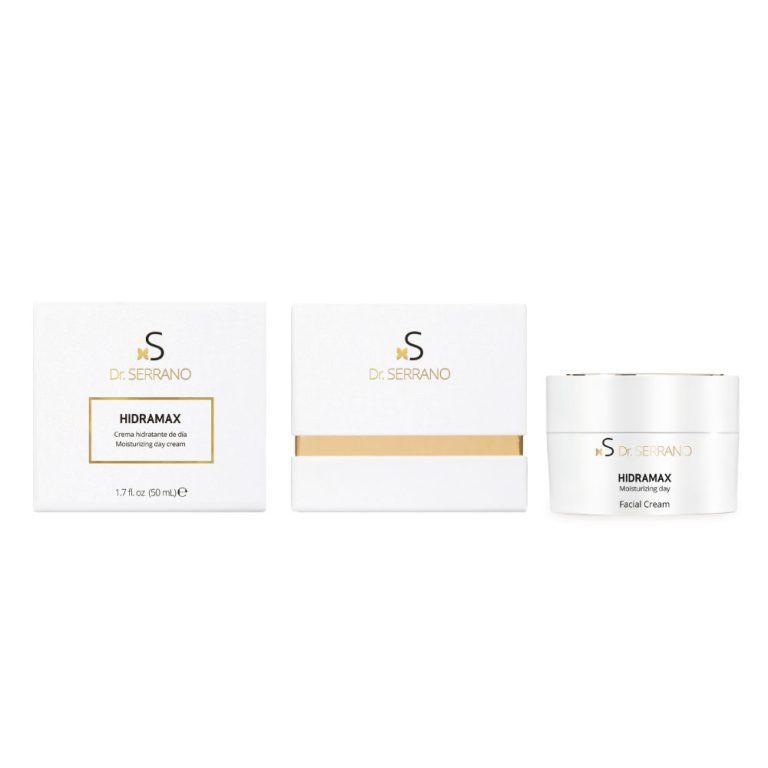 S
Dr. SERRANO
HIDRAMAX
Crema hidratante de día
Moisturizing day cream
1.7 fl. oz (50 mL) ℮
S
Dr. SERRANO
S Dr. SERRANO
HIDRAMAX
Moisturizing day
Facial Cream